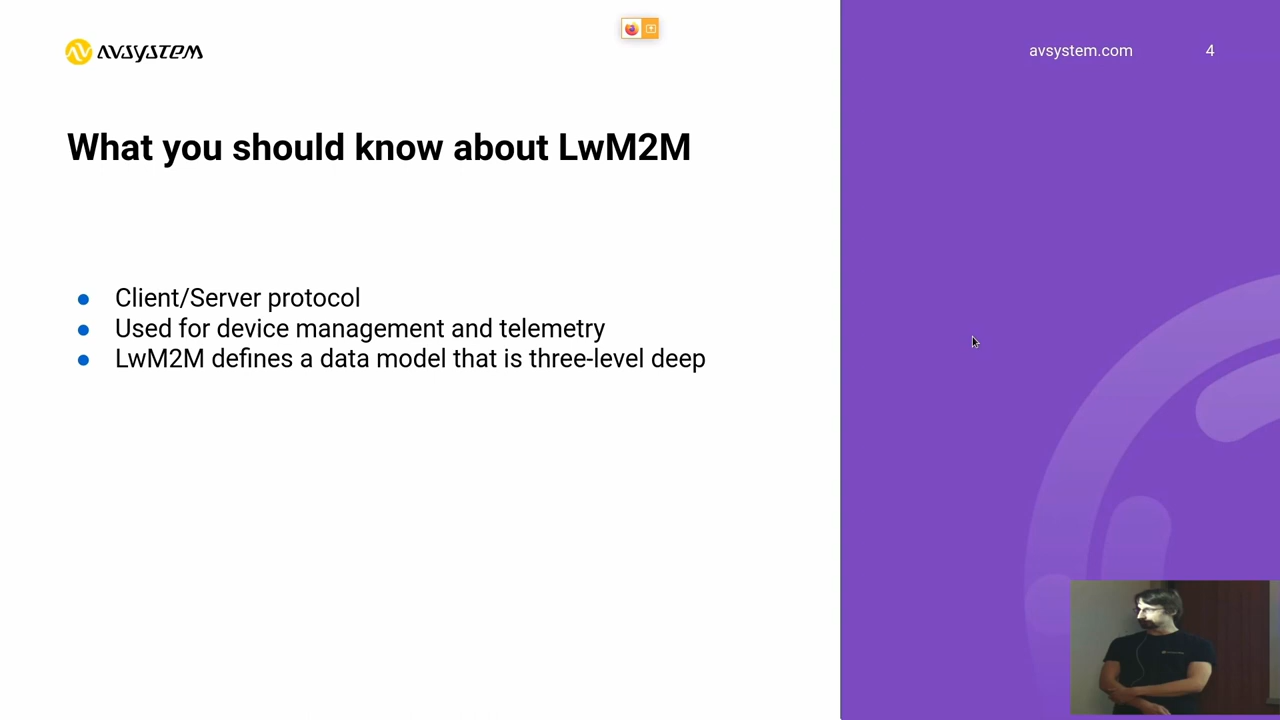 AVSYSTEM
avsystem.com
4
What you should know about LwM2M
Client/Server protocol
Used for device management and telemetry
LwM2M defines a data model that is three-level deep